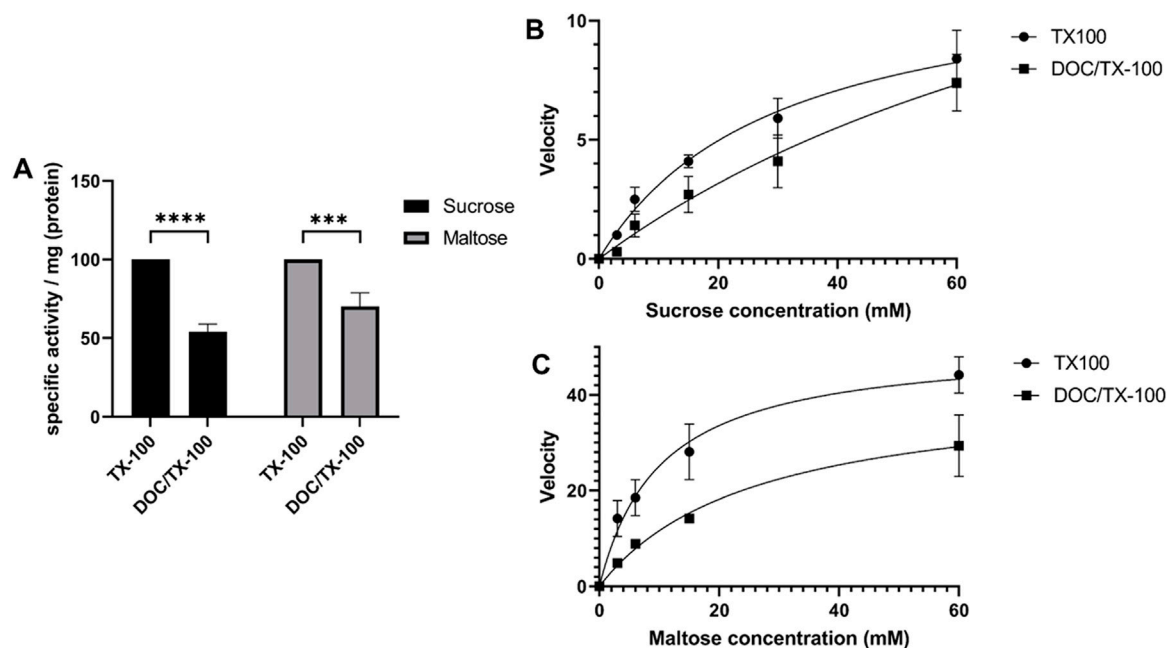 A
specific activity / mg (protein)
150
100
50
0
****
***
Sucrose
Maltose
TX-100
DOC/TX-100
TX-100
DOC/TX-100
B
Velocity
10
5
0
0
20
40
60
Sucrose concentration (mM)
TX100
DOC/TX-100
C
Velocity
40
20
0
0
20
40
60
Maltose concentration (mM)
TX100
DOC/TX-100